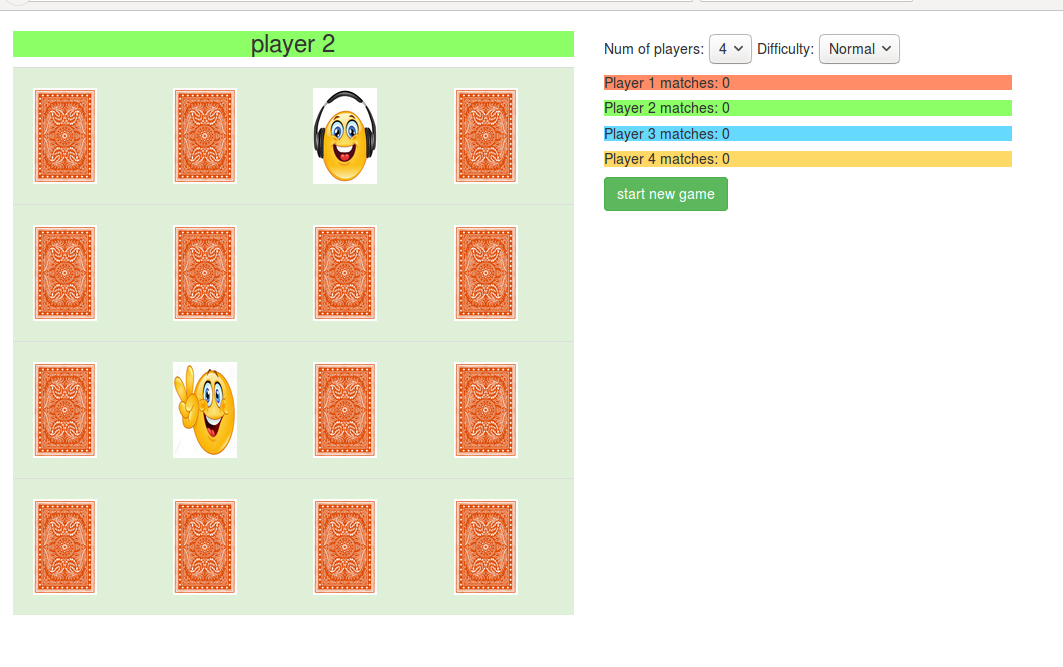 player 2
Num of players: 4 Difficulty: Normal
Player 1 matches: 0
Player 2 matches: 0
Player 3 matches: 0
Player 4 matches: 0
start new game